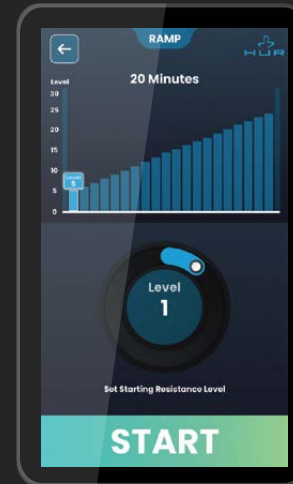 RAMP
HUR
Level
20 Minutes
30
25
20
15
10
5
0
Level
5
Level
1
Set Starting Resistance Level
START